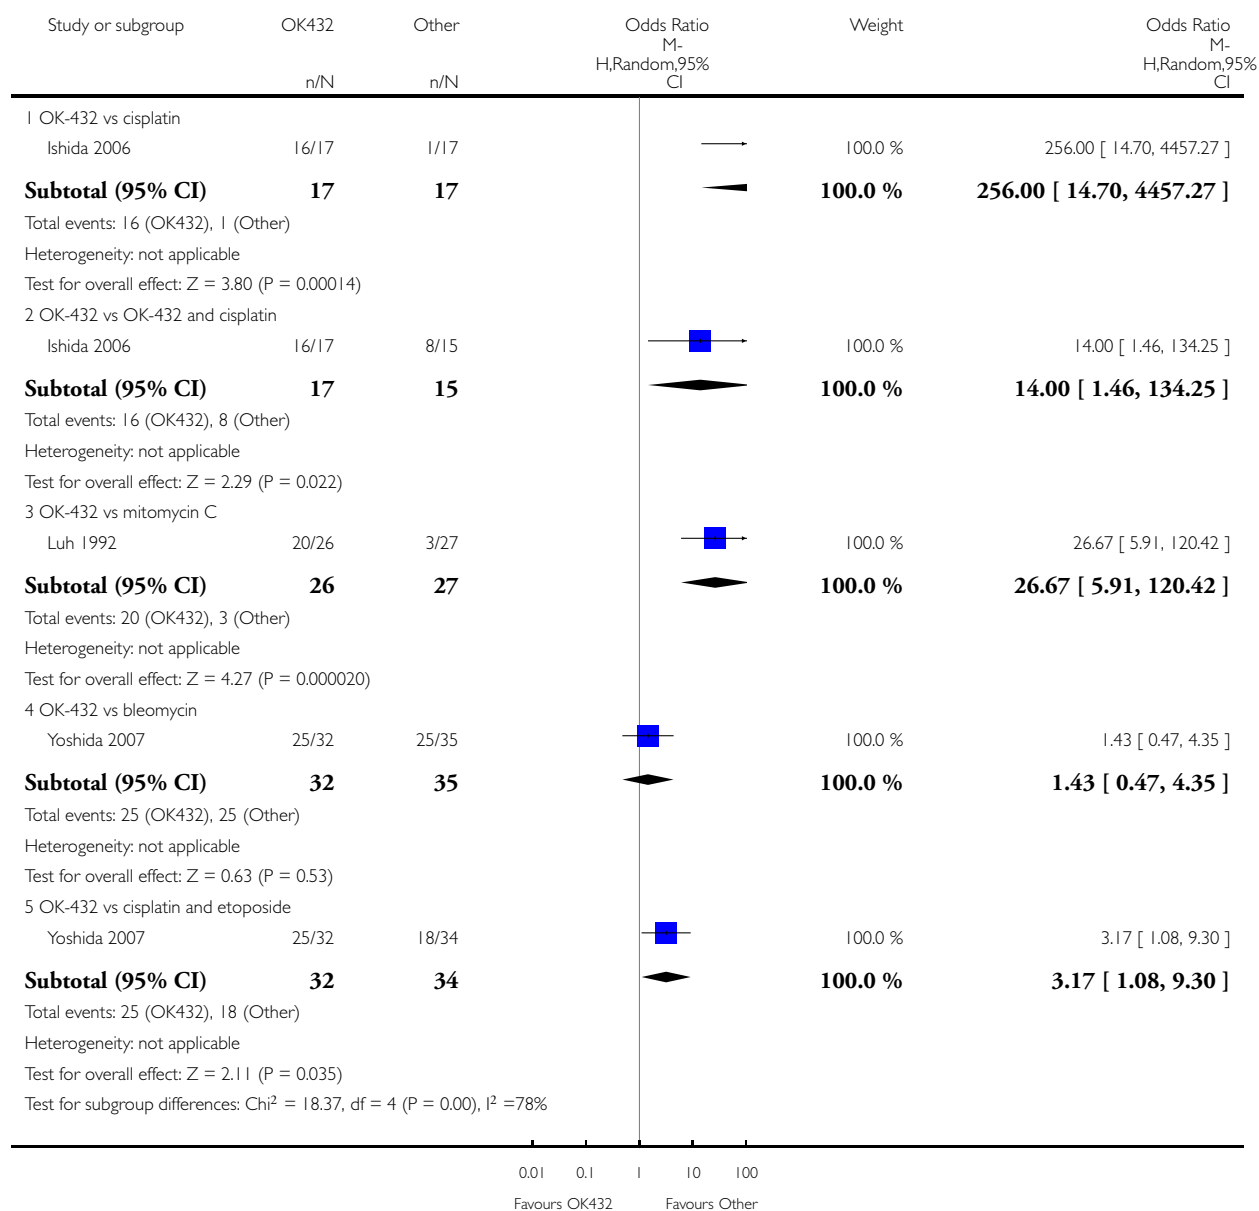 Study or subgroup OK432 Other Odds Ratio Weight Odds Ratio
M- M-
H,Random,95% H,Random,95%
n/N n/N CI CI
1 OK-432 vs cisplatin
Ishida 2006 16/17 1/17 100.0 % 256.00 [ 14.70, 4457.27 ]
Subtotal (95% CI) 17 17 100.0 % 256.00 [ 14.70, 4457.27 ]
Total events: 16 (OK432), 1 (Other)
Heterogeneity: not applicable
Test for overall effect: Z = 3.80 (P = 0.00014)
2 OK-432 vs OK-432 and cisplatin
Ishida 2006 16/17 8/15 100.0 % 14.00 [ 1.46, 134.25 ]
Subtotal (95% CI) 17 15 100.0 % 14.00 [ 1.46, 134.25 ]
Total events: 16 (OK432), 8 (Other)
Heterogeneity: not applicable
Test for overall effect: Z = 2.29 (P = 0.022)
3 OK-432 vs mitomycin C
Luh 1992 20/26 3/27 100.0 % 26.67 [ 5.91, 120.42 ]
Subtotal (95% CI) 26 27 100.0 % 26.67 [ 5.91, 120.42 ]
Total events: 20 (OK432), 3 (Other)
Heterogeneity: not applicable
Test for overall effect: Z = 4.27 (P = 0.000020)
4 OK-432 vs bleomycin
Yoshida 2007 25/32 25/35 100.0 % 1.43 [ 0.47, 4.35 ]
Subtotal (95% CI) 32 35 100.0 % 1.43 [ 0.47, 4.35 ]
Total events: 25 (OK432), 25 (Other)
Heterogeneity: not applicable
Test for overall effect: Z = 0.63 (P = 0.53)
5 OK-432 vs cisplatin and etoposide
Yoshida 2007 25/32 18/34 100.0 % 3.17 [ 1.08, 9.30 ]
Subtotal (95% CI) 32 34 100.0 % 3.17 [ 1.08, 9.30 ]
Total events: 25 (OK432), 18 (Other)
Heterogeneity: not applicable
Test for overall effect: Z = 2.11 (P = 0.035)
Test for subgroup differences: Chi² = 18.37, df = 4 (P = 0.00), I² =78%
0.01 0.1 1 10 100
Favours OK432 Favours Other